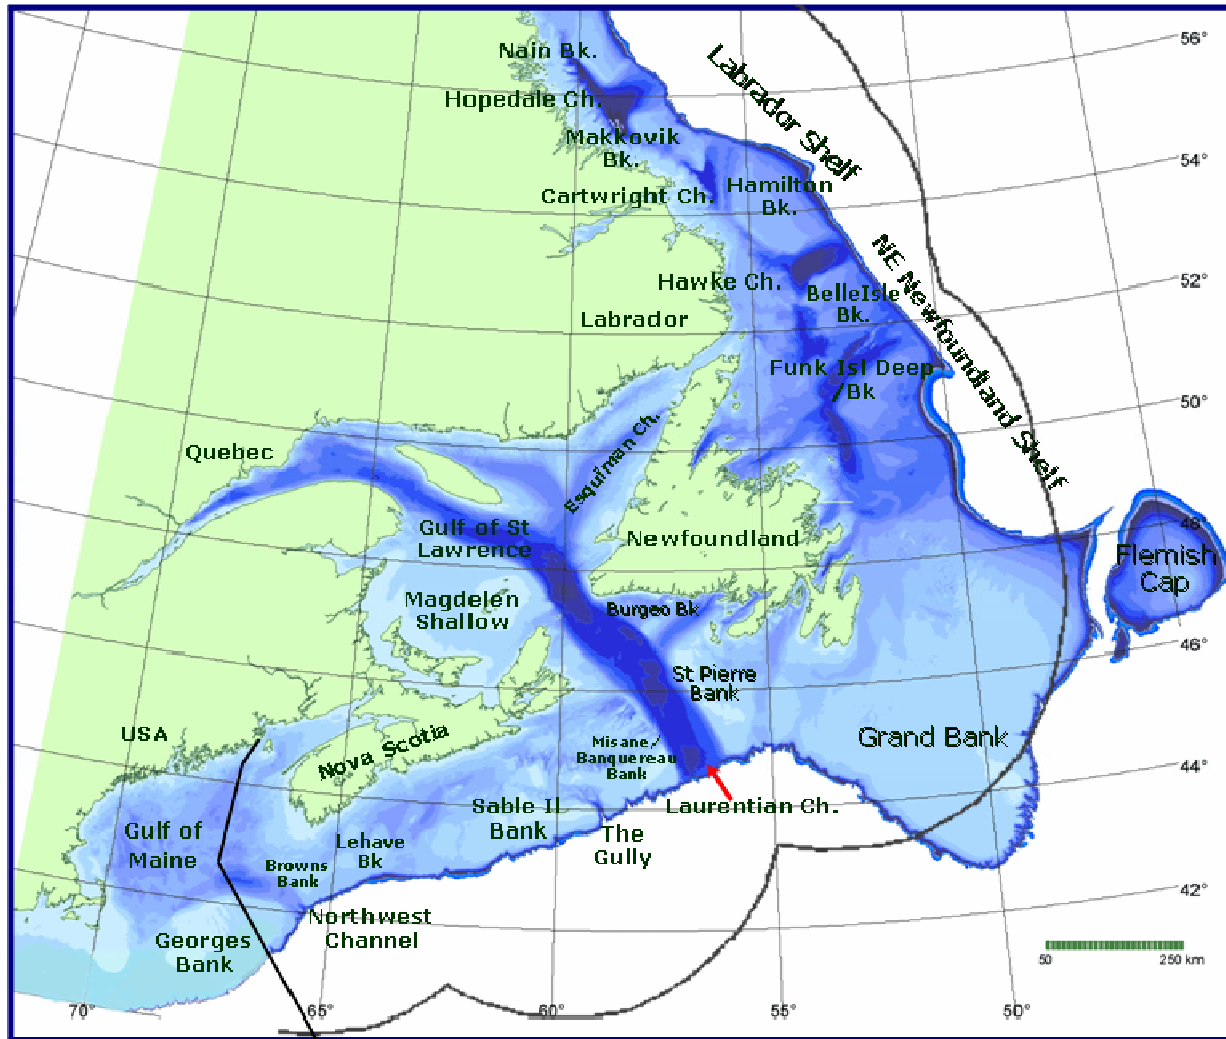 56°
Nain Bk.
Labrador Shelf
Hopedale Ch.
Makkovik
Bk.
54°
Hamilton
Bk.
Cartwright Ch.
NE Newfoundland Shelf
Hawke Ch.
52°
BelleIsle
Bk.
Labrador
Funk Isl Deep
/Bk
50°
Esquiman Ch.
Quebec
48°
Gulf of St
Lawrence
Newfoundland
Flemish
Cap
Magdelen
Shallow
Burgeo Bk
46°
St Pierre
Bank
USA
Nova Scotia
Misane/
Banquereau
Bank
Grand Bank
44°
Sable Il
Bank
Laurentian Ch.
The
Gully
Gulf of
Maine
Lehave
Bk
Browns
Bank
42°
Northwest
Channel
Georges
Bank
50
250 km
70°
65°
60°
55°
50°